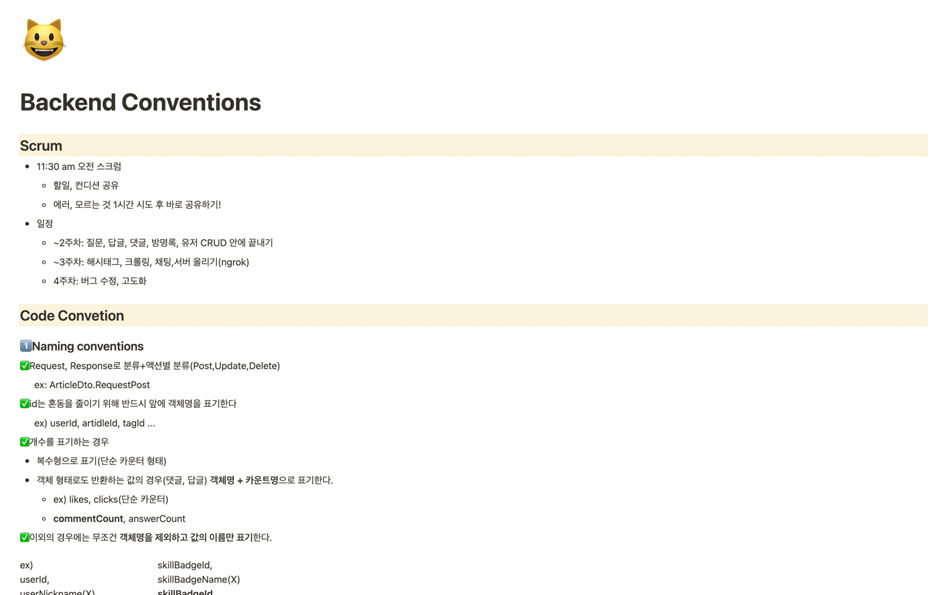 Backend Conventions
Scrum
11:30 am 오전 스크럼
할일, 컨디션 공유
에러, 모르는 것 1시간 시도 후 바로 공유하기!
일정
~2주차: 질문, 답글, 댓글, 방명록, 유저 CRUD 안에 끝내기
~3주차: 해시태그, 크롤링, 채팅,서버 올리기(ngrok)
4주차: 버그 수정, 고도화
Code Convetion
1️⃣Naming conventions
✅Request, Response로 분류+액션별 분류(Post,Update,Delete)
ex: ArticleDto.RequestPost
✅id는 혼동을 줄이기 위해 반드시 앞에 객체명을 표기한다
ex) userId, artidleId, tagId ...
✅개수를 표기하는 경우
복수형으로 표기(단순 카운터 형태)
객체 형태로도 반환하는 값의 경우(댓글, 답글) 객체명 + 카운트명으로 표기한다.
ex) likes, clicks(단순 카운터)
commentCount, answerCount
✅이외의 경우에는 무조건 객체명을 제외하고 값의 이름만 표기한다.
ex)
userId,
userNickname(X)
skillBadgeId,
skillBadgeName(X)
skillBadgeId